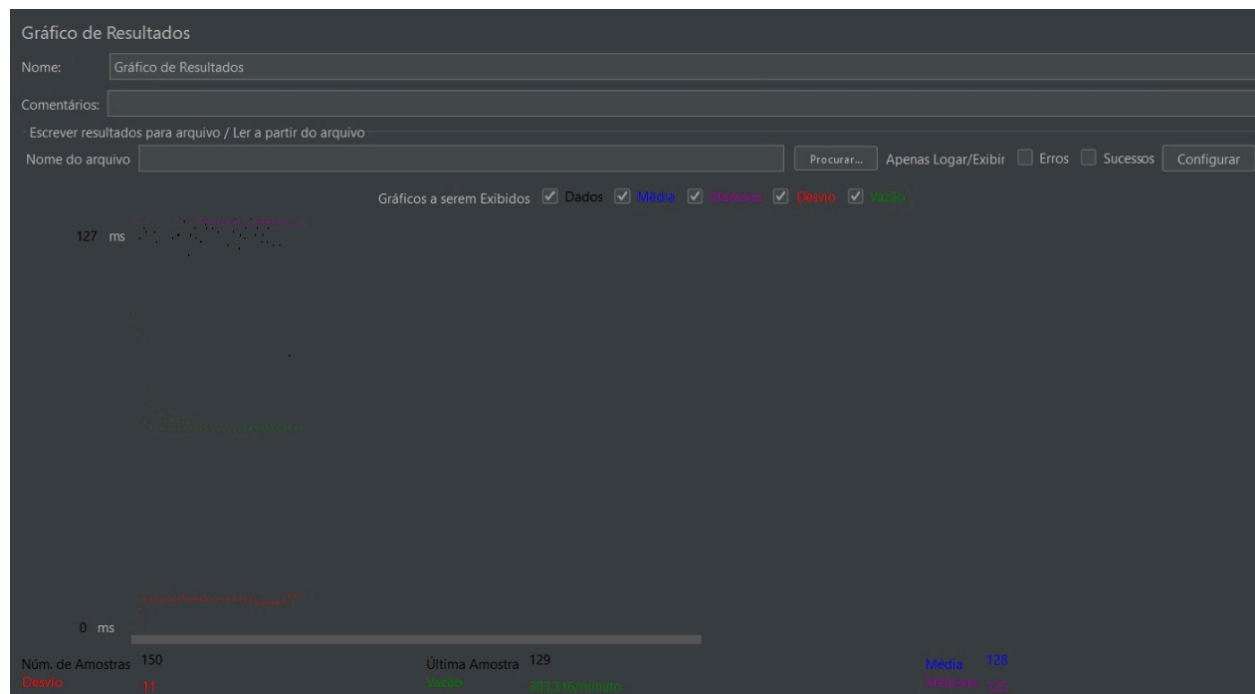 Gráfico de Resultados
Nome: Gráfico de Resultados
Comentários:
Escrever resultados para arquivo / Ler a partir do arquivo
Nome do arquivo Procurar... Apenas Logar/Exibir Erros Sucessos Configurar
Gráficos a serem Exibidos Dados Média Mediana Desvio Vazão
127 ms
0 ms
Núm. de Amostras 150 Última Amostra 129 Média 128
Desvio 11 Vazão /minuto Mediana